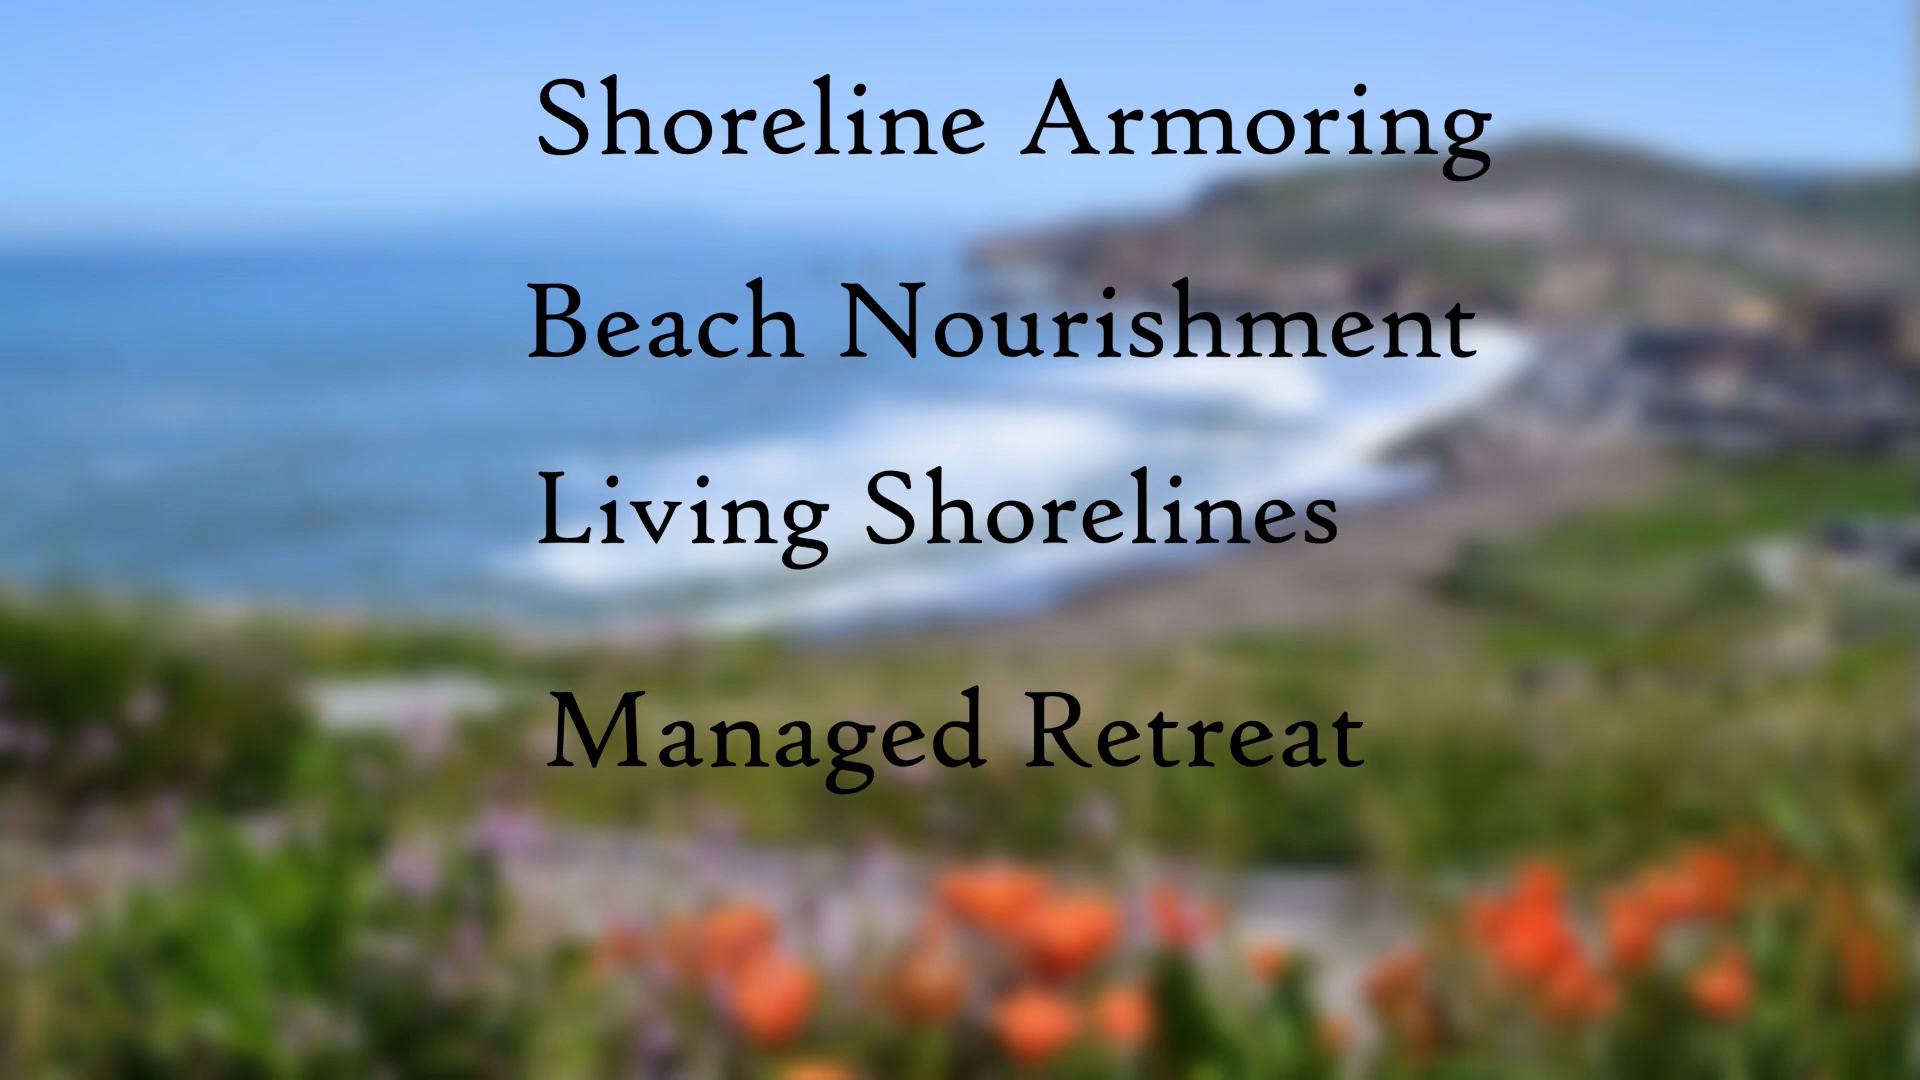 Shoreline Armoring
Beach Nourishment
Living Shorelines
Managed Retreat